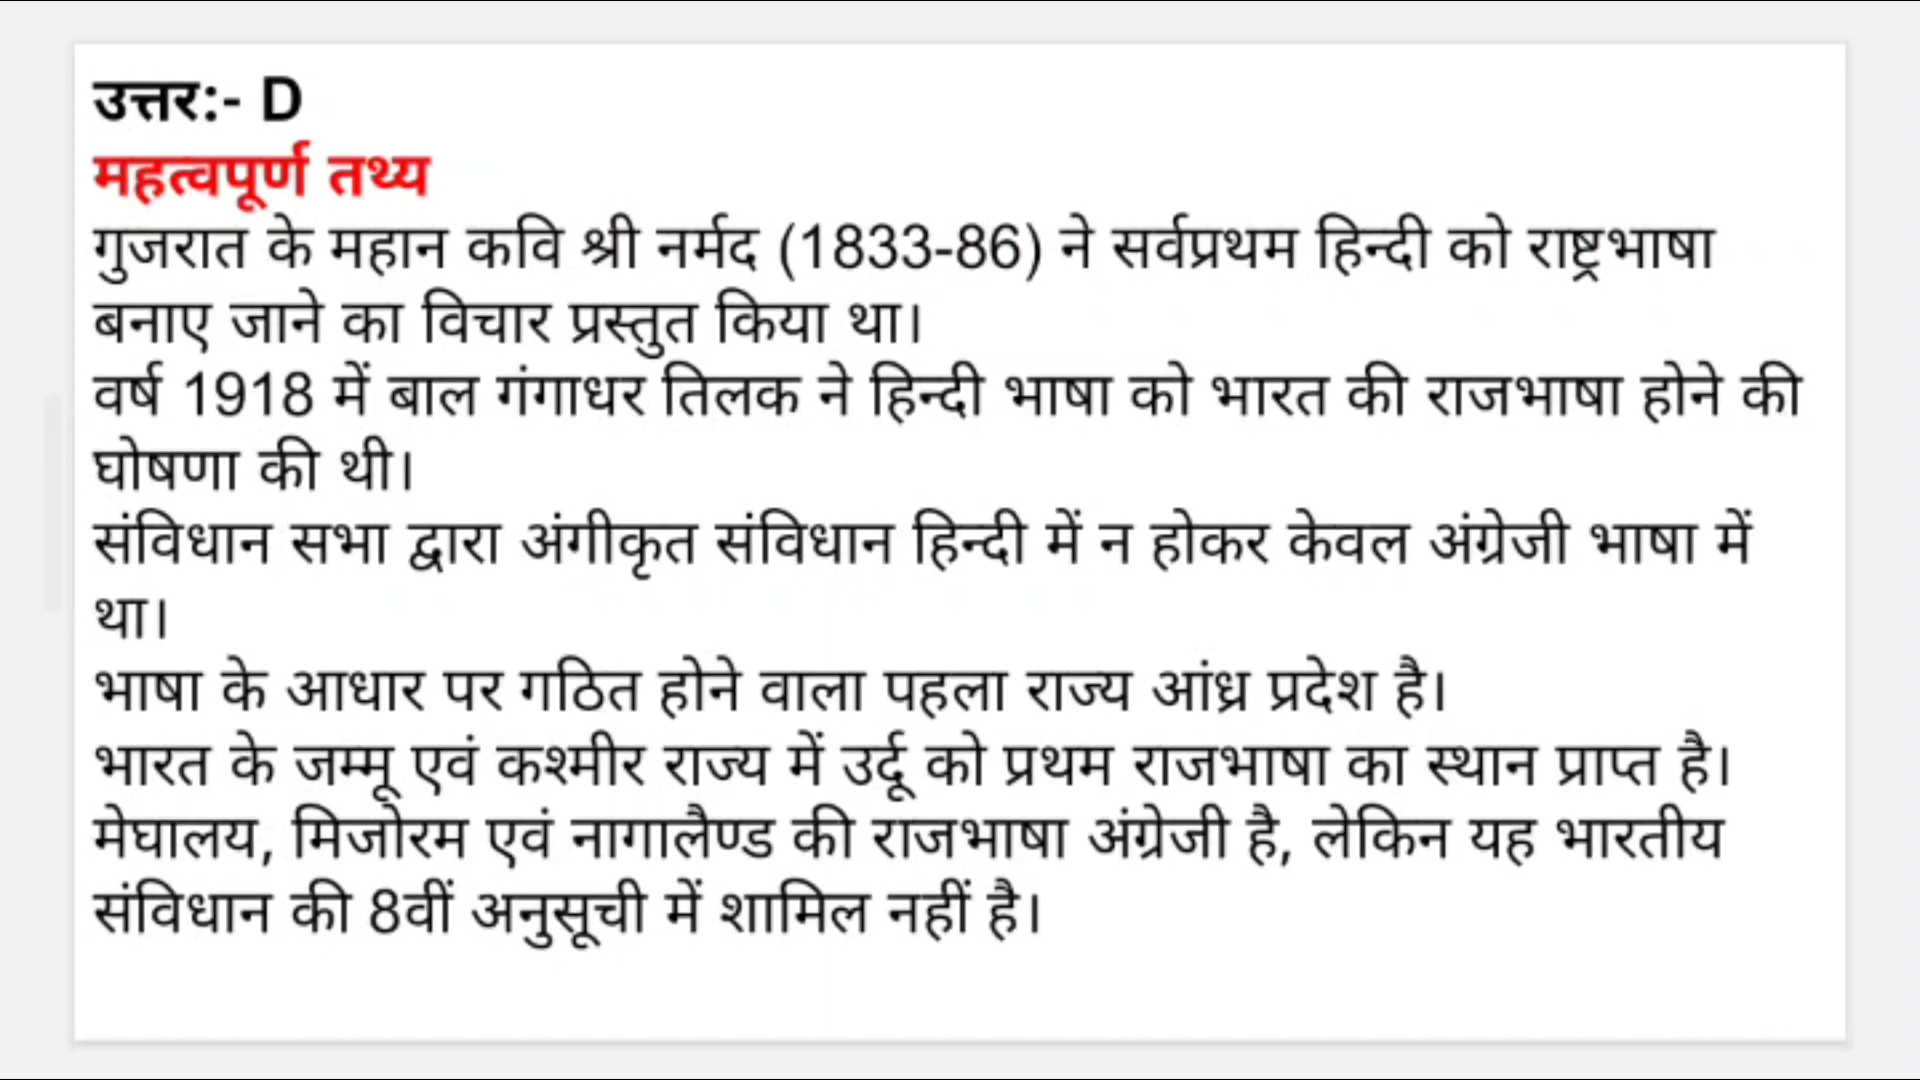 उत्तर:- D
महत्वपूर्ण तथ्य
गुजरात के महान कवि श्री नर्मद (1833-86) ने सर्वप्रथम हिन्दी को राष्ट्रभाषा
बनाए जाने का विचार प्रस्तुत किया था।
वर्ष 1918 में बाल गंगाधर तिलक ने हिन्दी भाषा को भारत की राजभाषा होने की
घोषणा की थी।
संविधान सभा द्वारा अंगीकृत संविधान हिन्दी में न होकर केवल अंग्रेजी भाषा में
था।
भाषा के आधार पर गठित होने वाला पहला राज्य आंध्र प्रदेश है।
भारत के जम्मू एवं कश्मीर राज्य में उर्दू को प्रथम राजभाषा का स्थान प्राप्त है।
मेघालय, मिजोरम एवं नागालैण्ड की राजभाषा अंग्रेजी है, लेकिन यह भारतीय
संविधान की 8वीं अनुसूची में शामिल नहीं है।